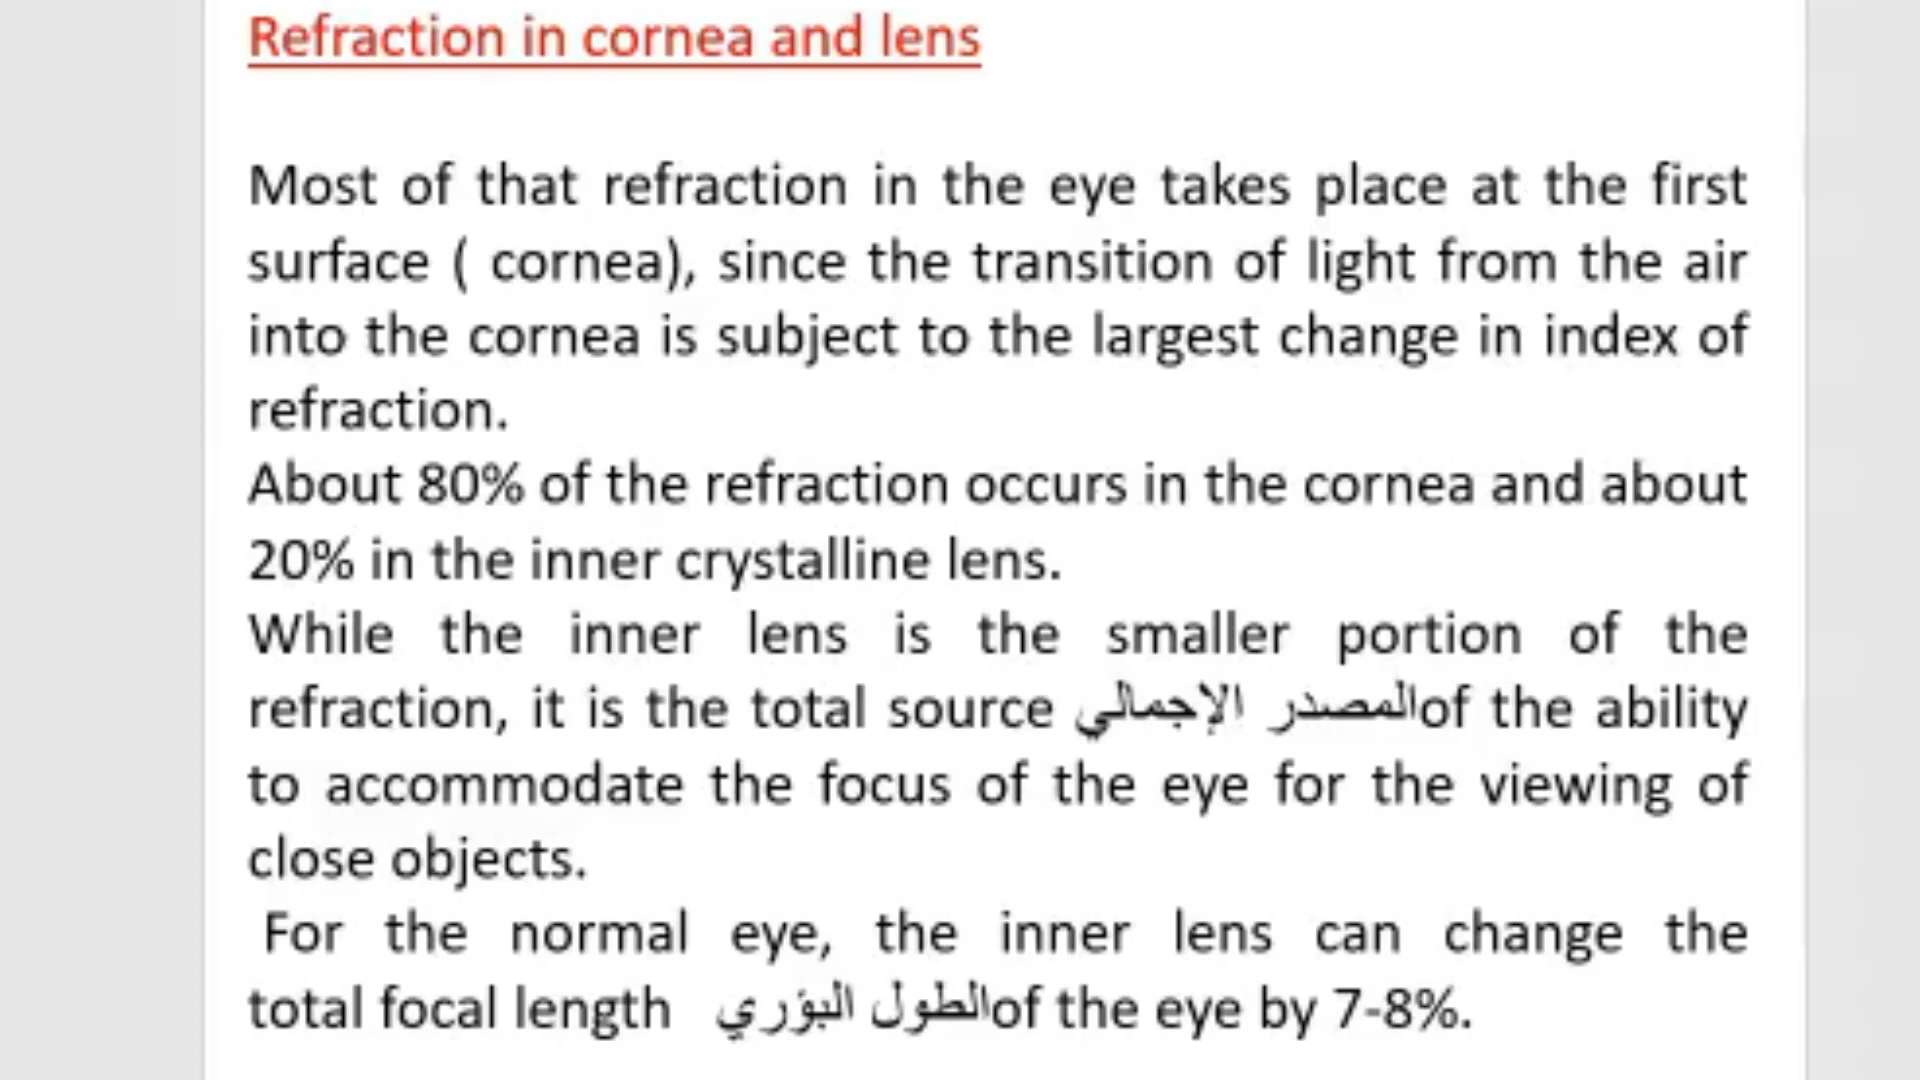 Refraction in cornea and lens
Most of that refraction in the eye takes place at the first
surface ( cornea), since the transition of light from the air
into the cornea is subject to the largest change in index of
refraction.
About 80% of the refraction occurs in the cornea and about
20% in the inner crystalline lens.
While the inner lens is the smaller portion of the
refraction, it is the total source المصدر الإجمالي of the ability
to accommodate the focus of the eye for the viewing of
close objects.
For the normal eye, the inner lens can change the
total focal length الطول البؤري of the eye by 7-8%.